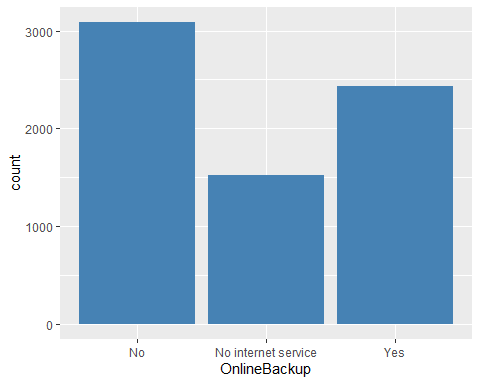 3000
2000
1000
0
count
No
No internet service
Yes
OnlineBackup